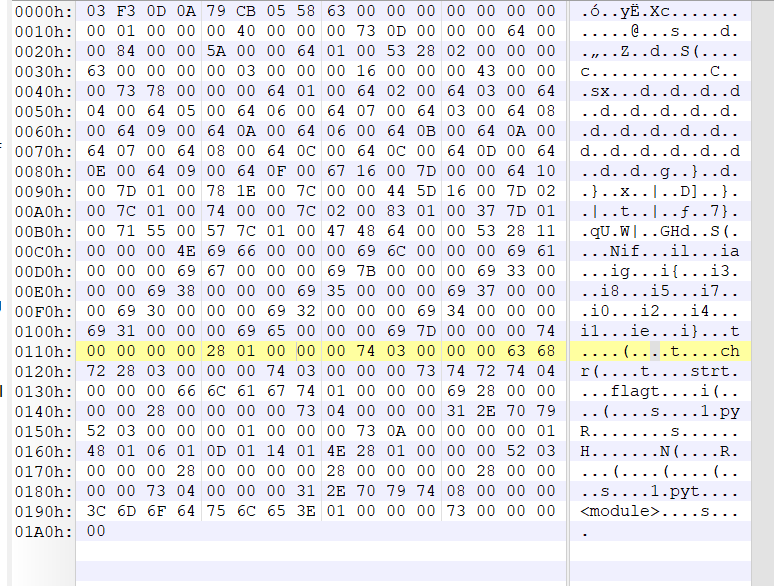 0000h: 03 F3 0D 0A 79 CB 05 58 63 00 00 00 00 00 00 00 .ó..yË.Xc.......
0010h: 00 01 00 00 00 40 00 00 00 73 0D 00 00 00 64 00 .....@...s....d.
0020h: 00 84 00 00 5A 00 00 64 01 00 53 28 02 00 00 00 .„..Z..d..S(....
0030h: 63 00 00 00 00 03 00 00 00 16 00 00 00 43 00 00 c............C..
0040h: 00 73 78 00 00 00 64 01 00 64 02 00 64 03 00 64 .sx...d..d..d..d
0050h: 04 00 64 05 00 64 06 00 64 07 00 64 03 00 64 08 ..d..d..d..d..d.
0060h: 00 64 09 00 64 0A 00 64 06 00 64 0B 00 64 0A 00 .d..d..d..d..d..
0070h: 64 07 00 64 08 00 64 0C 00 64 0C 00 64 0D 00 64 d..d..d..d..d..d
0080h: 0E 00 64 09 00 64 0F 00 67 16 00 7D 00 00 64 10 ..d..d..g..}..d.
0090h: 00 7D 01 00 78 1E 00 7C 00 00 44 5D 16 00 7D 02 .}..x..|..D]..}.
00A0h: 00 7C 01 00 74 00 00 7C 02 00 83 01 00 37 7D 01 .|..t..|..ƒ..7}.
00B0h: 00 71 55 00 57 7C 01 00 47 48 64 00 00 53 28 11 .qU.W|..GHd..S(.
00C0h: 00 00 00 4E 69 66 00 00 00 69 6C 00 00 00 69 61 ...Nif...il...ia
00D0h: 00 00 00 69 67 00 00 00 69 7B 00 00 00 69 33 00 ...ig...i{...i3.
00E0h: 00 00 69 38 00 00 00 69 35 00 00 00 69 37 00 00 ..i8...i5...i7..
00F0h: 00 69 30 00 00 00 69 32 00 00 00 69 34 00 00 00 .i0...i2...i4...
0100h: 69 31 00 00 00 69 65 00 00 00 69 7D 00 00 00 74 i1...ie...i}...t
0110h: 00 00 00 00 28 01 00 00 00 74 03 00 00 00 63 68 ....(....t....ch
0120h: 72 28 03 00 00 00 74 03 00 00 00 73 74 72 74 04 r(....t....strt.
0130h: 00 00 00 66 6C 61 67 74 01 00 00 00 69 28 00 00 ...flagt....i(..
0140h: 00 00 28 00 00 00 00 73 04 00 00 00 31 2E 70 79 ..(....s....1.py
0150h: 52 03 00 00 00 01 00 00 00 73 0A 00 00 00 00 01 R........s......
0160h: 48 01 06 01 0D 01 14 01 4E 28 01 00 00 00 52 03 H.......N(....R.
0170h: 00 00 00 28 00 00 00 00 28 00 00 00 00 28 00 00 ...(....(....(..
0180h: 00 00 73 04 00 00 00 31 2E 70 79 74 08 00 00 00 ..s....1.pyt....
0190h: 3C 6D 6F 64 75 6C 65 3E 01 00 00 00 73 00 00 00 <module>....s...
01A0h: 00 .